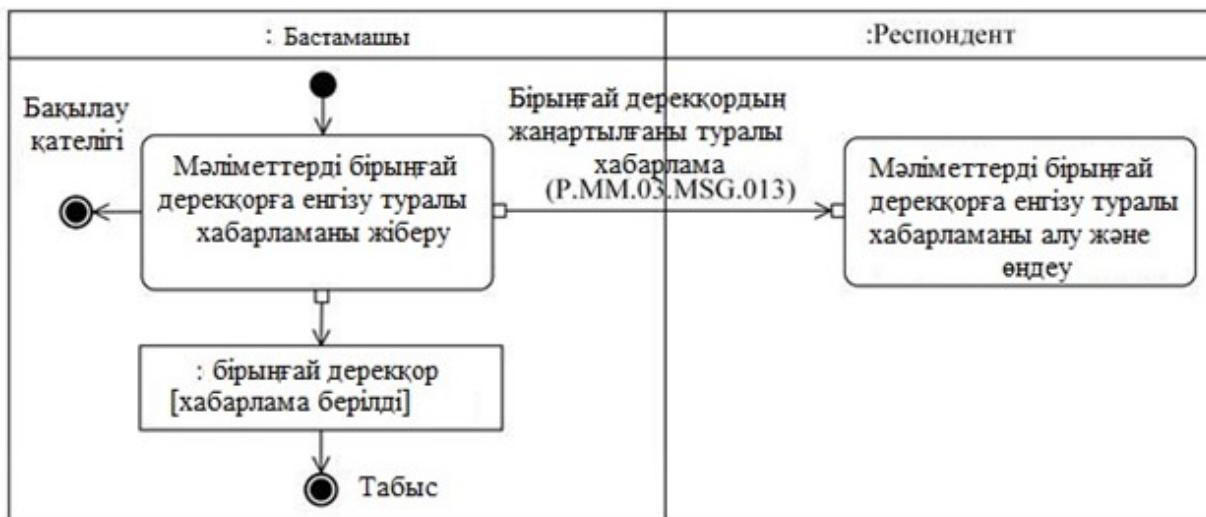 : Бастамашы
:Респондент
Бақылау
қателігі
Мәліметтерді бірыңғай
дерекқорға енгізу туралы
хабарламаны жіберу
Бірыңғай дерекқордың
жаңартылғаны туралы
хабарлама
(P.MM.03.MSG.013)
Мәліметтерді бірыңғай
дерекқорға енгізу туралы
хабарламаны алу және
өңдеу
: бірыңғай дерекқор
[хабарлама берілді]
Табыс